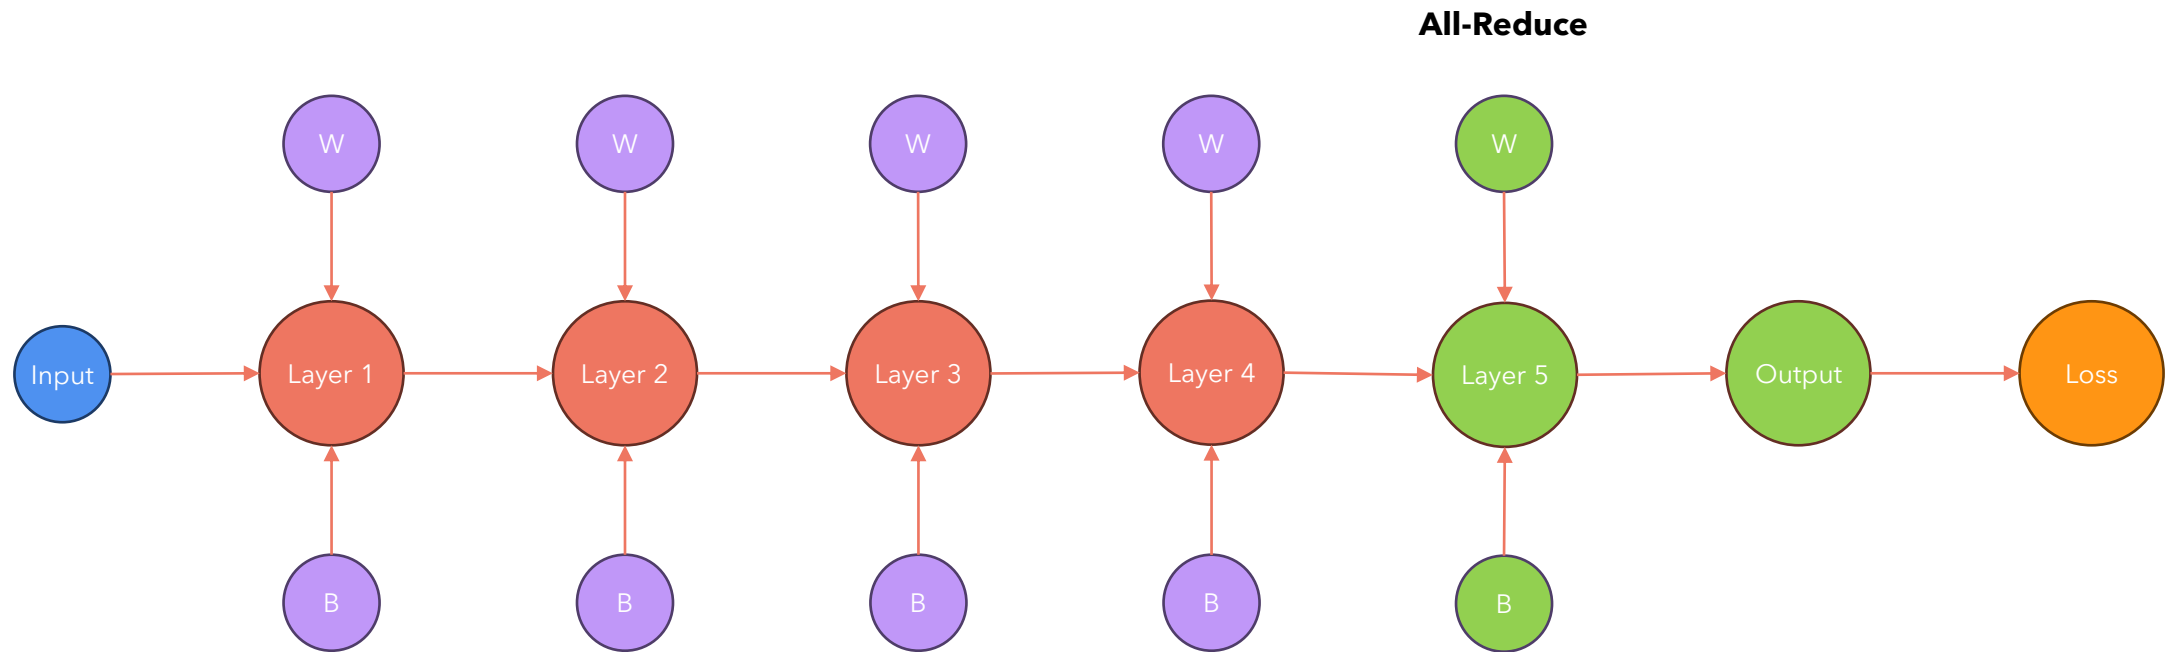 All-Reduce
W
W
W
W
W
Input
Layer 1
Layer 2
Layer 3
Layer 4
Layer 5
Output
Loss
B
B
B
B
B